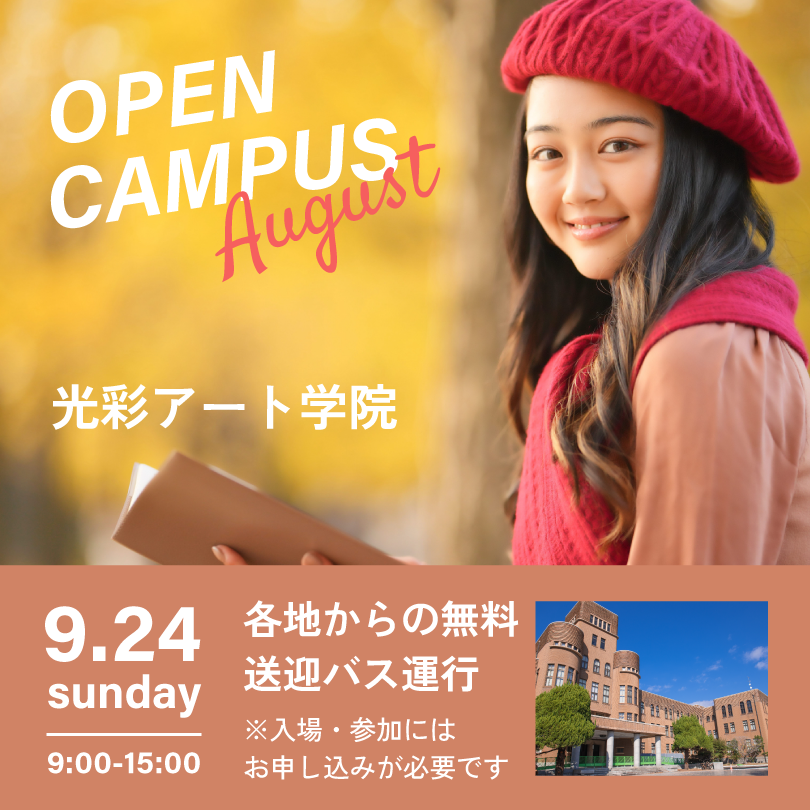 OPEN
CAMPUS
August
光彩アート学院
9.24
sunday
9:00-15:00
各地からの無料
送迎バス運行
※入場・参加には
お申し込みが必要です